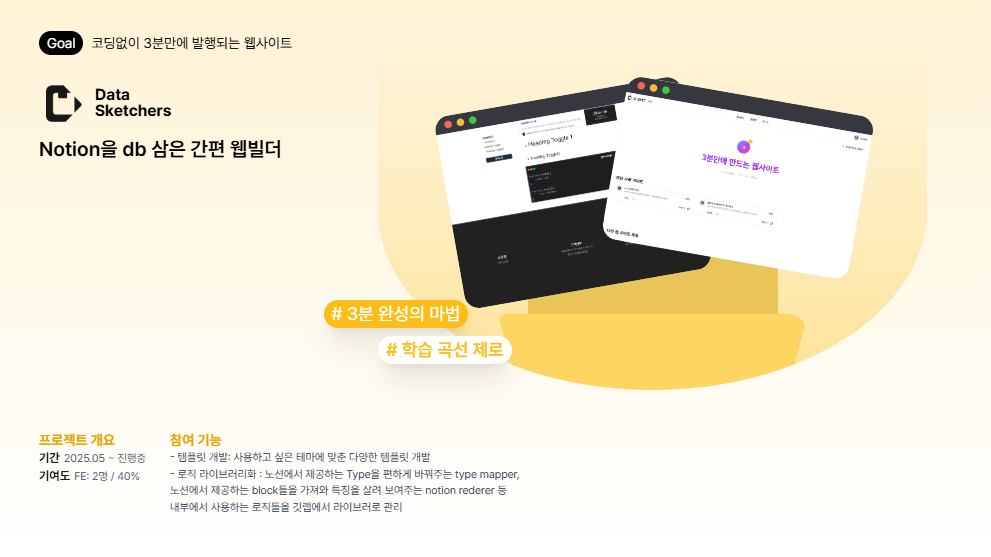 Goal 코딩없이 3분만에 발행되는 웹사이트
Data
Sketchers
Notion을 db 삼은 간편 웹빌더
Heading Toggle 1
Heading Toggle2
3분만에 만드는 웹사이트
# 3분 완성의 마법
# 학습 곡선 제로
프로젝트 개요
기간 2025.05 ~ 진행중
기여도 FE: 2명 / 40%
참여 기능
- 템플릿 개발: 사용하고 싶은 테마에 맞춘 다양한 템플릿 개발
- 로직 라이브러리화 : 노션에서 제공하는 Type을 편하게 바꿔주는 type mapper,
노션에서 제공하는 block들을 가져와 특징을 살려 보여주는 notion rederer 등
내부에서 사용하는 로직들을 깃랩에서 라이브러로 관리